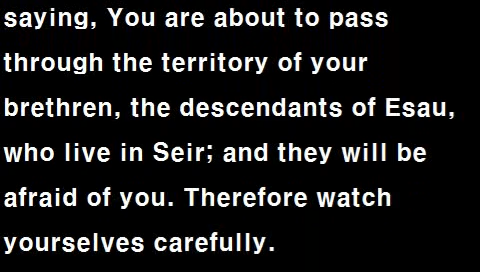 saying, You are about to pass
through the territory of your
brethren, the descendants of Esau,
who live in Seir; and they will be
afraid of you. Therefore watch
yourselves carefully.